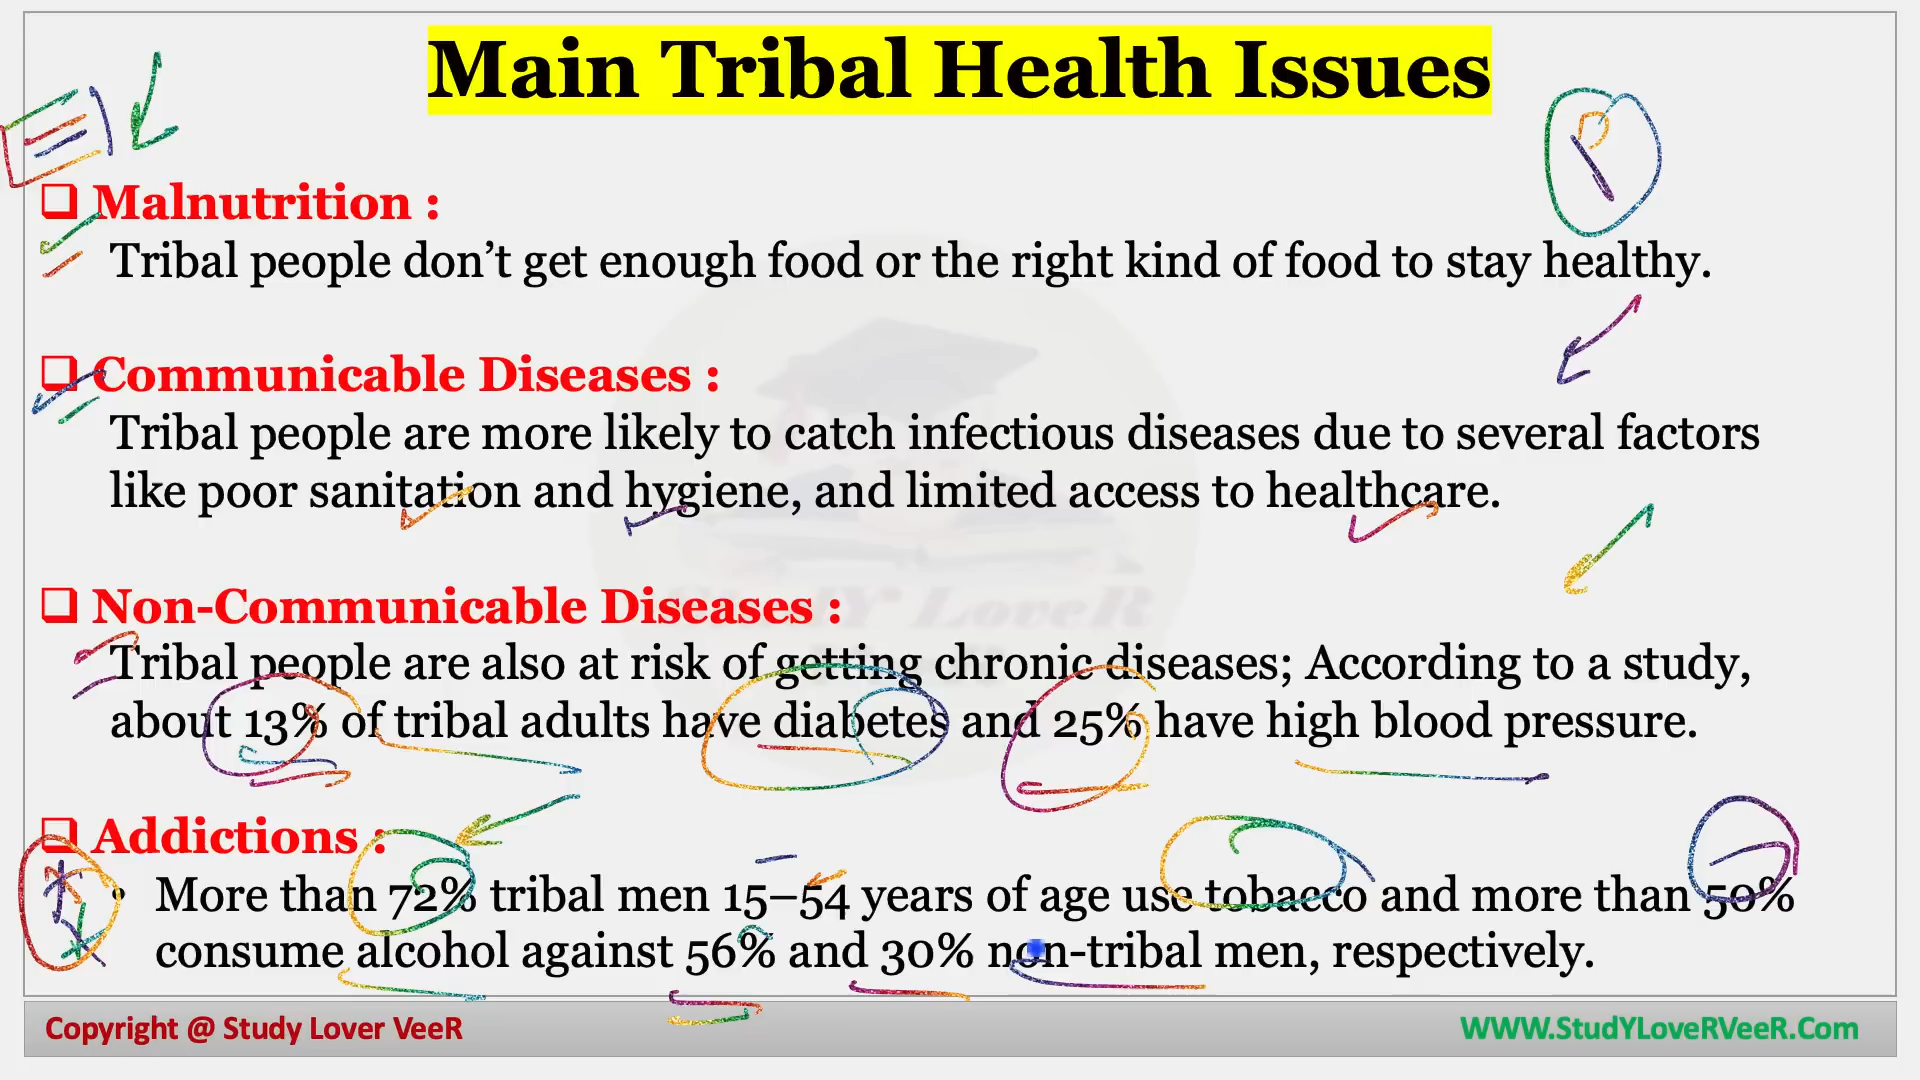 Main Tribal Health Issues
❑ Malnutrition :
Tribal people don’t get enough food or the right kind of food to stay healthy.
❑ Communicable Diseases :
Tribal people are more likely to catch infectious diseases due to several factors
like poor sanitation and hygiene, and limited access to healthcare.
❑ Non-Communicable Diseases :
Tribal people are also at risk of getting chronic diseases; According to a study,
about 13% of tribal adults have diabetes and 25% have high blood pressure.
❑ Addictions :
• More than 72% tribal men 15–54 years of age use tobacco and more than 50%
consume alcohol against 56% and 30% non-tribal men, respectively.
Copyright @ Study Lover VeeR
WWW.StudYLoveRVeeR.Com